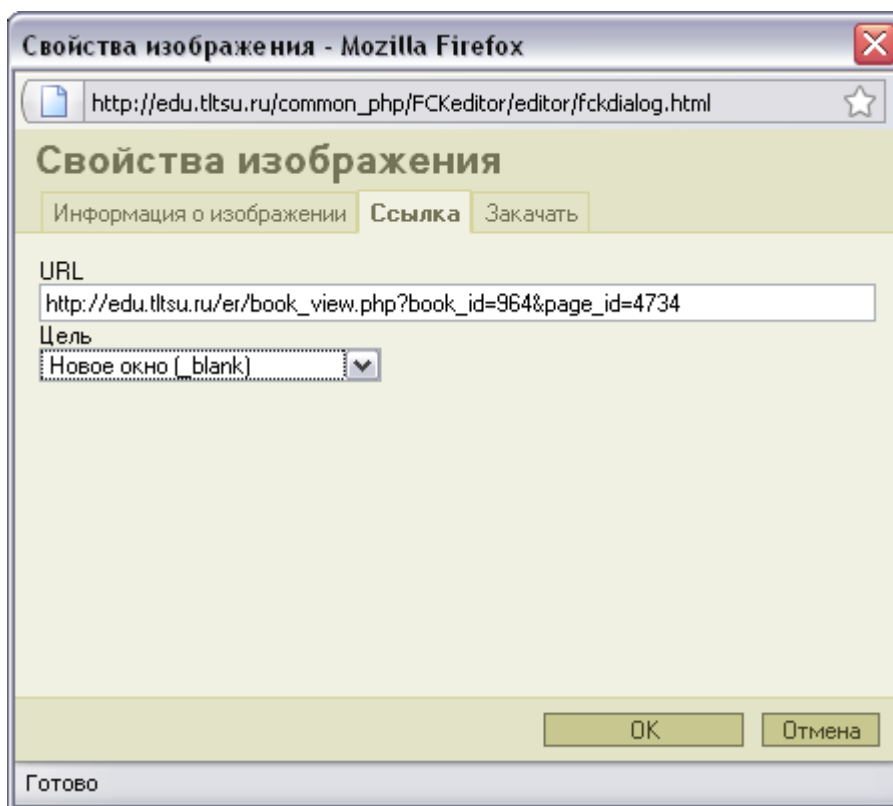 Свойства изображения - Mozilla Firefox
http://edu.tltsu.ru/common_php/FCKeditor/editor/fckdialog.html
Свойства изображения
Информация о изображении Ссылка Закачать
URL
http://edu.tltsu.ru/er/book_view.php?book_id=964&page_id=4734
Цель
Новое окно (_blank)
OK Отмена
Готово